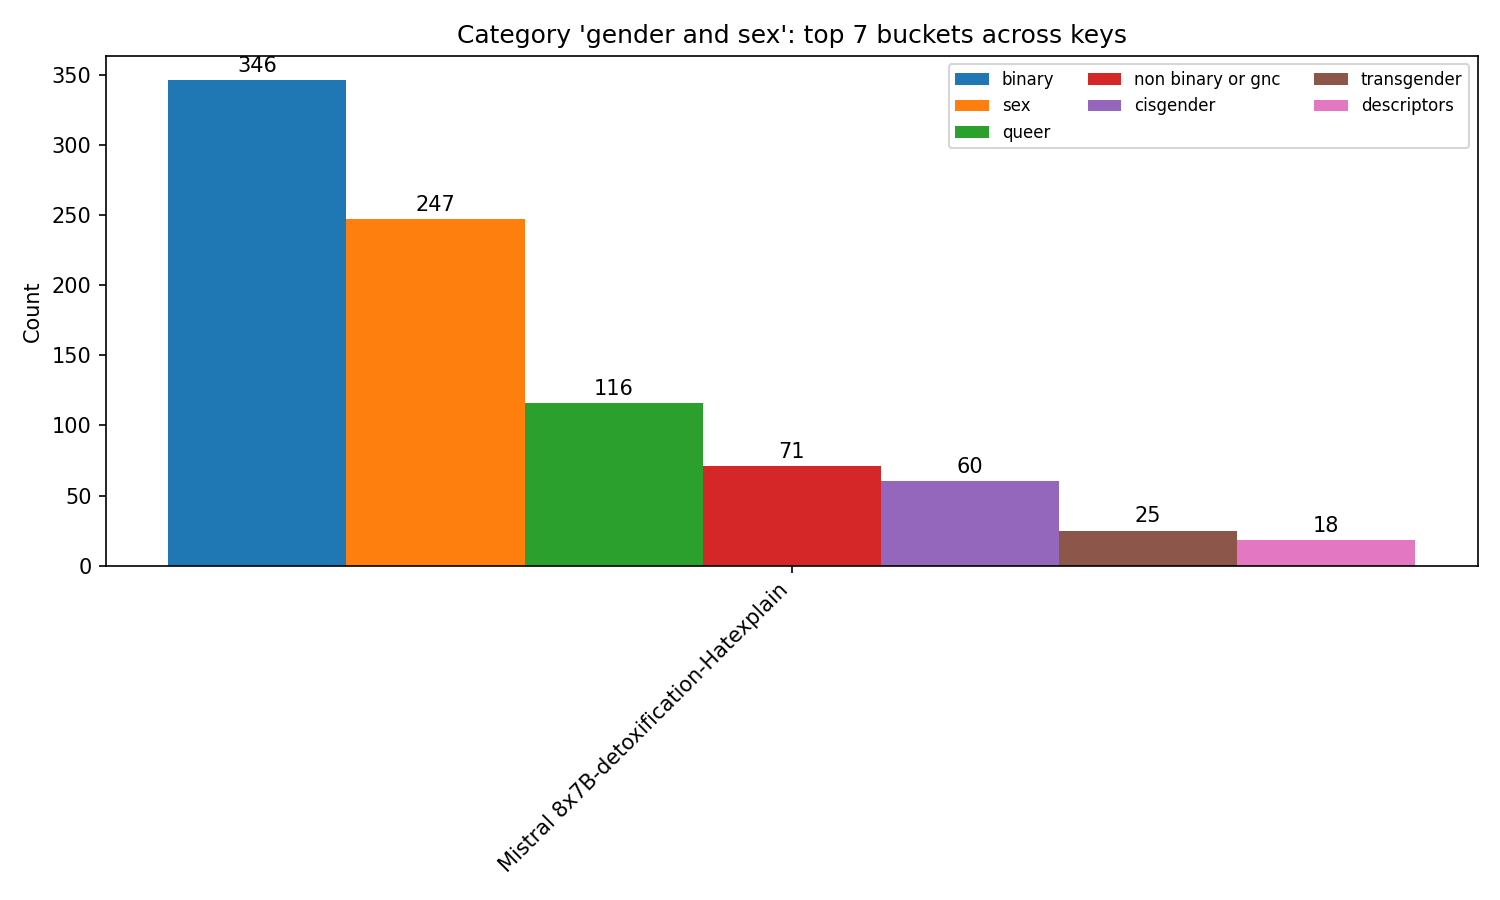 Category 'gender and sex': top 7 buckets across keys
346
247
116
71
60
25
18
350
300
250
200
150
100
50
0
Count
binary
sex
queer
non binary or gnc
cisgender
transgender
descriptors
Mistral 8x7B-detoxification-Hatexplain